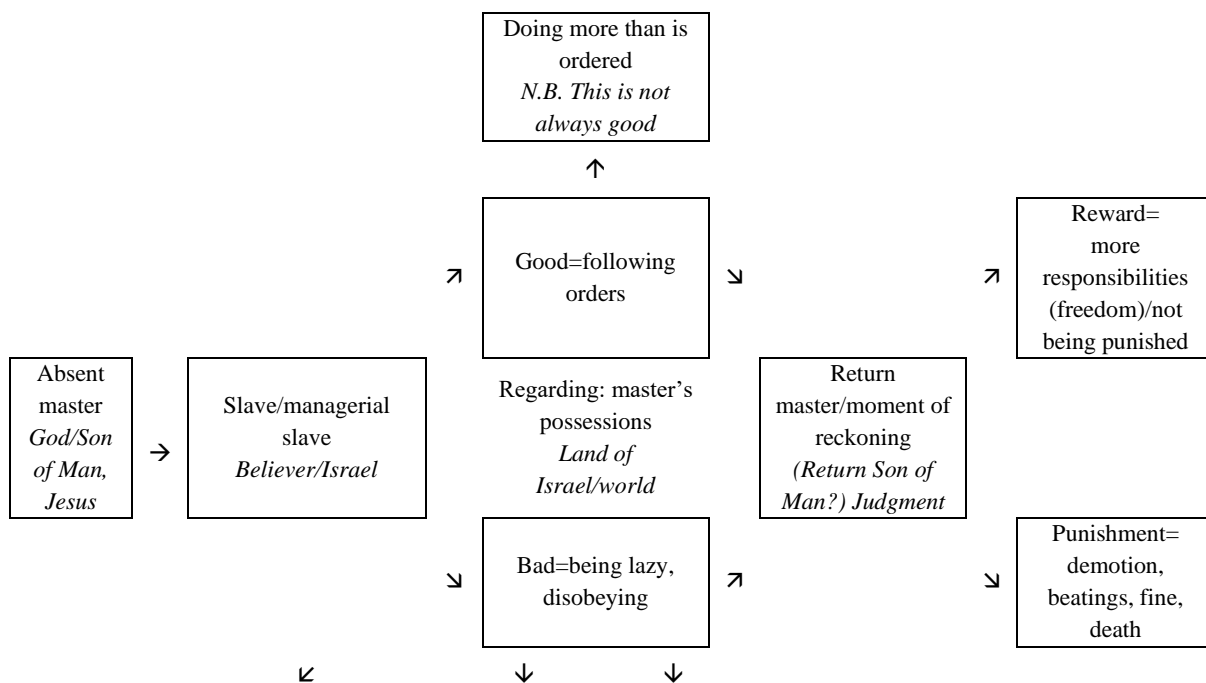 Doing more than is
ordered
N.B. This is not
always good
↑
Good=following
orders
Reward=
more
responsibilities
(freedom)/not
being punished
↗
↘
↗
Absent
master
God/Son
of Man,
Jesus
→
Slave/managerial
slave
Believer/Israel
Regarding: master’s
possessions
Land of
Israel/world
Return
master/moment of
reckoning
(Return Son of
Man?) Judgment
↘
Bad=being lazy,
disobeying
↗
↘
Punishment=
demotion,
beatings, fine,
death
↙
↓
↓